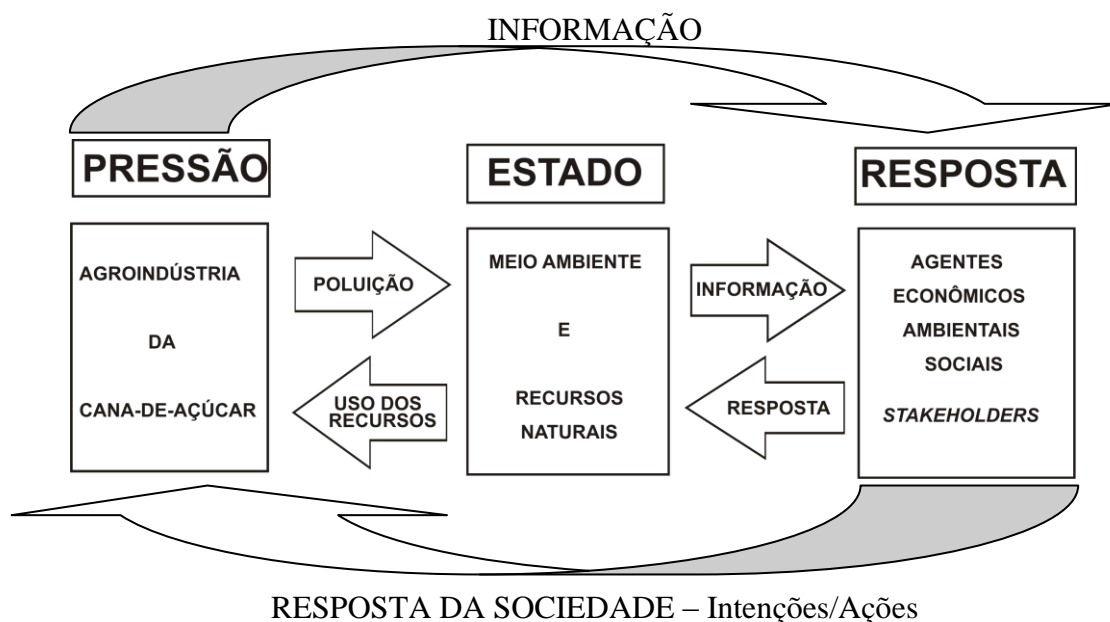 INFORMAÇÃO
PRESSÃO
ESTADO
RESPOSTA
AGROINDÚSTRIA
DA
CANA-DE-AÇÚCAR
POLUIÇÃO
USO DOS
RECURSOS
MEIO AMBIENTE
E
RECURSOS
NATURAIS
INFORMAÇÃO
RESPOSTA
AGENTES
ECONÔMICOS
AMBIENTAIS
SOCIAIS
STAKEHOLDERS
RESPOSTA DA SOCIEDADE – Intenções/Ações